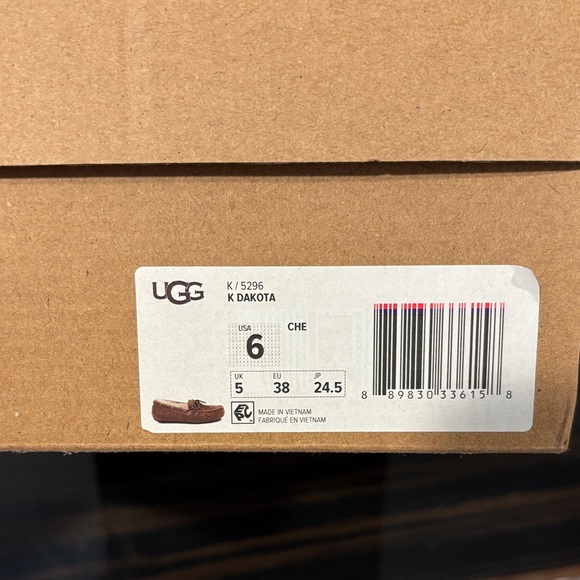 UGG
K / 5296
K DAKOTA
USA
6
CHE
UK EU JP
5 38 24.5
MADE IN VIETNAM
FABRIQUÉ EN VIETNAM
8 89830 33615 8